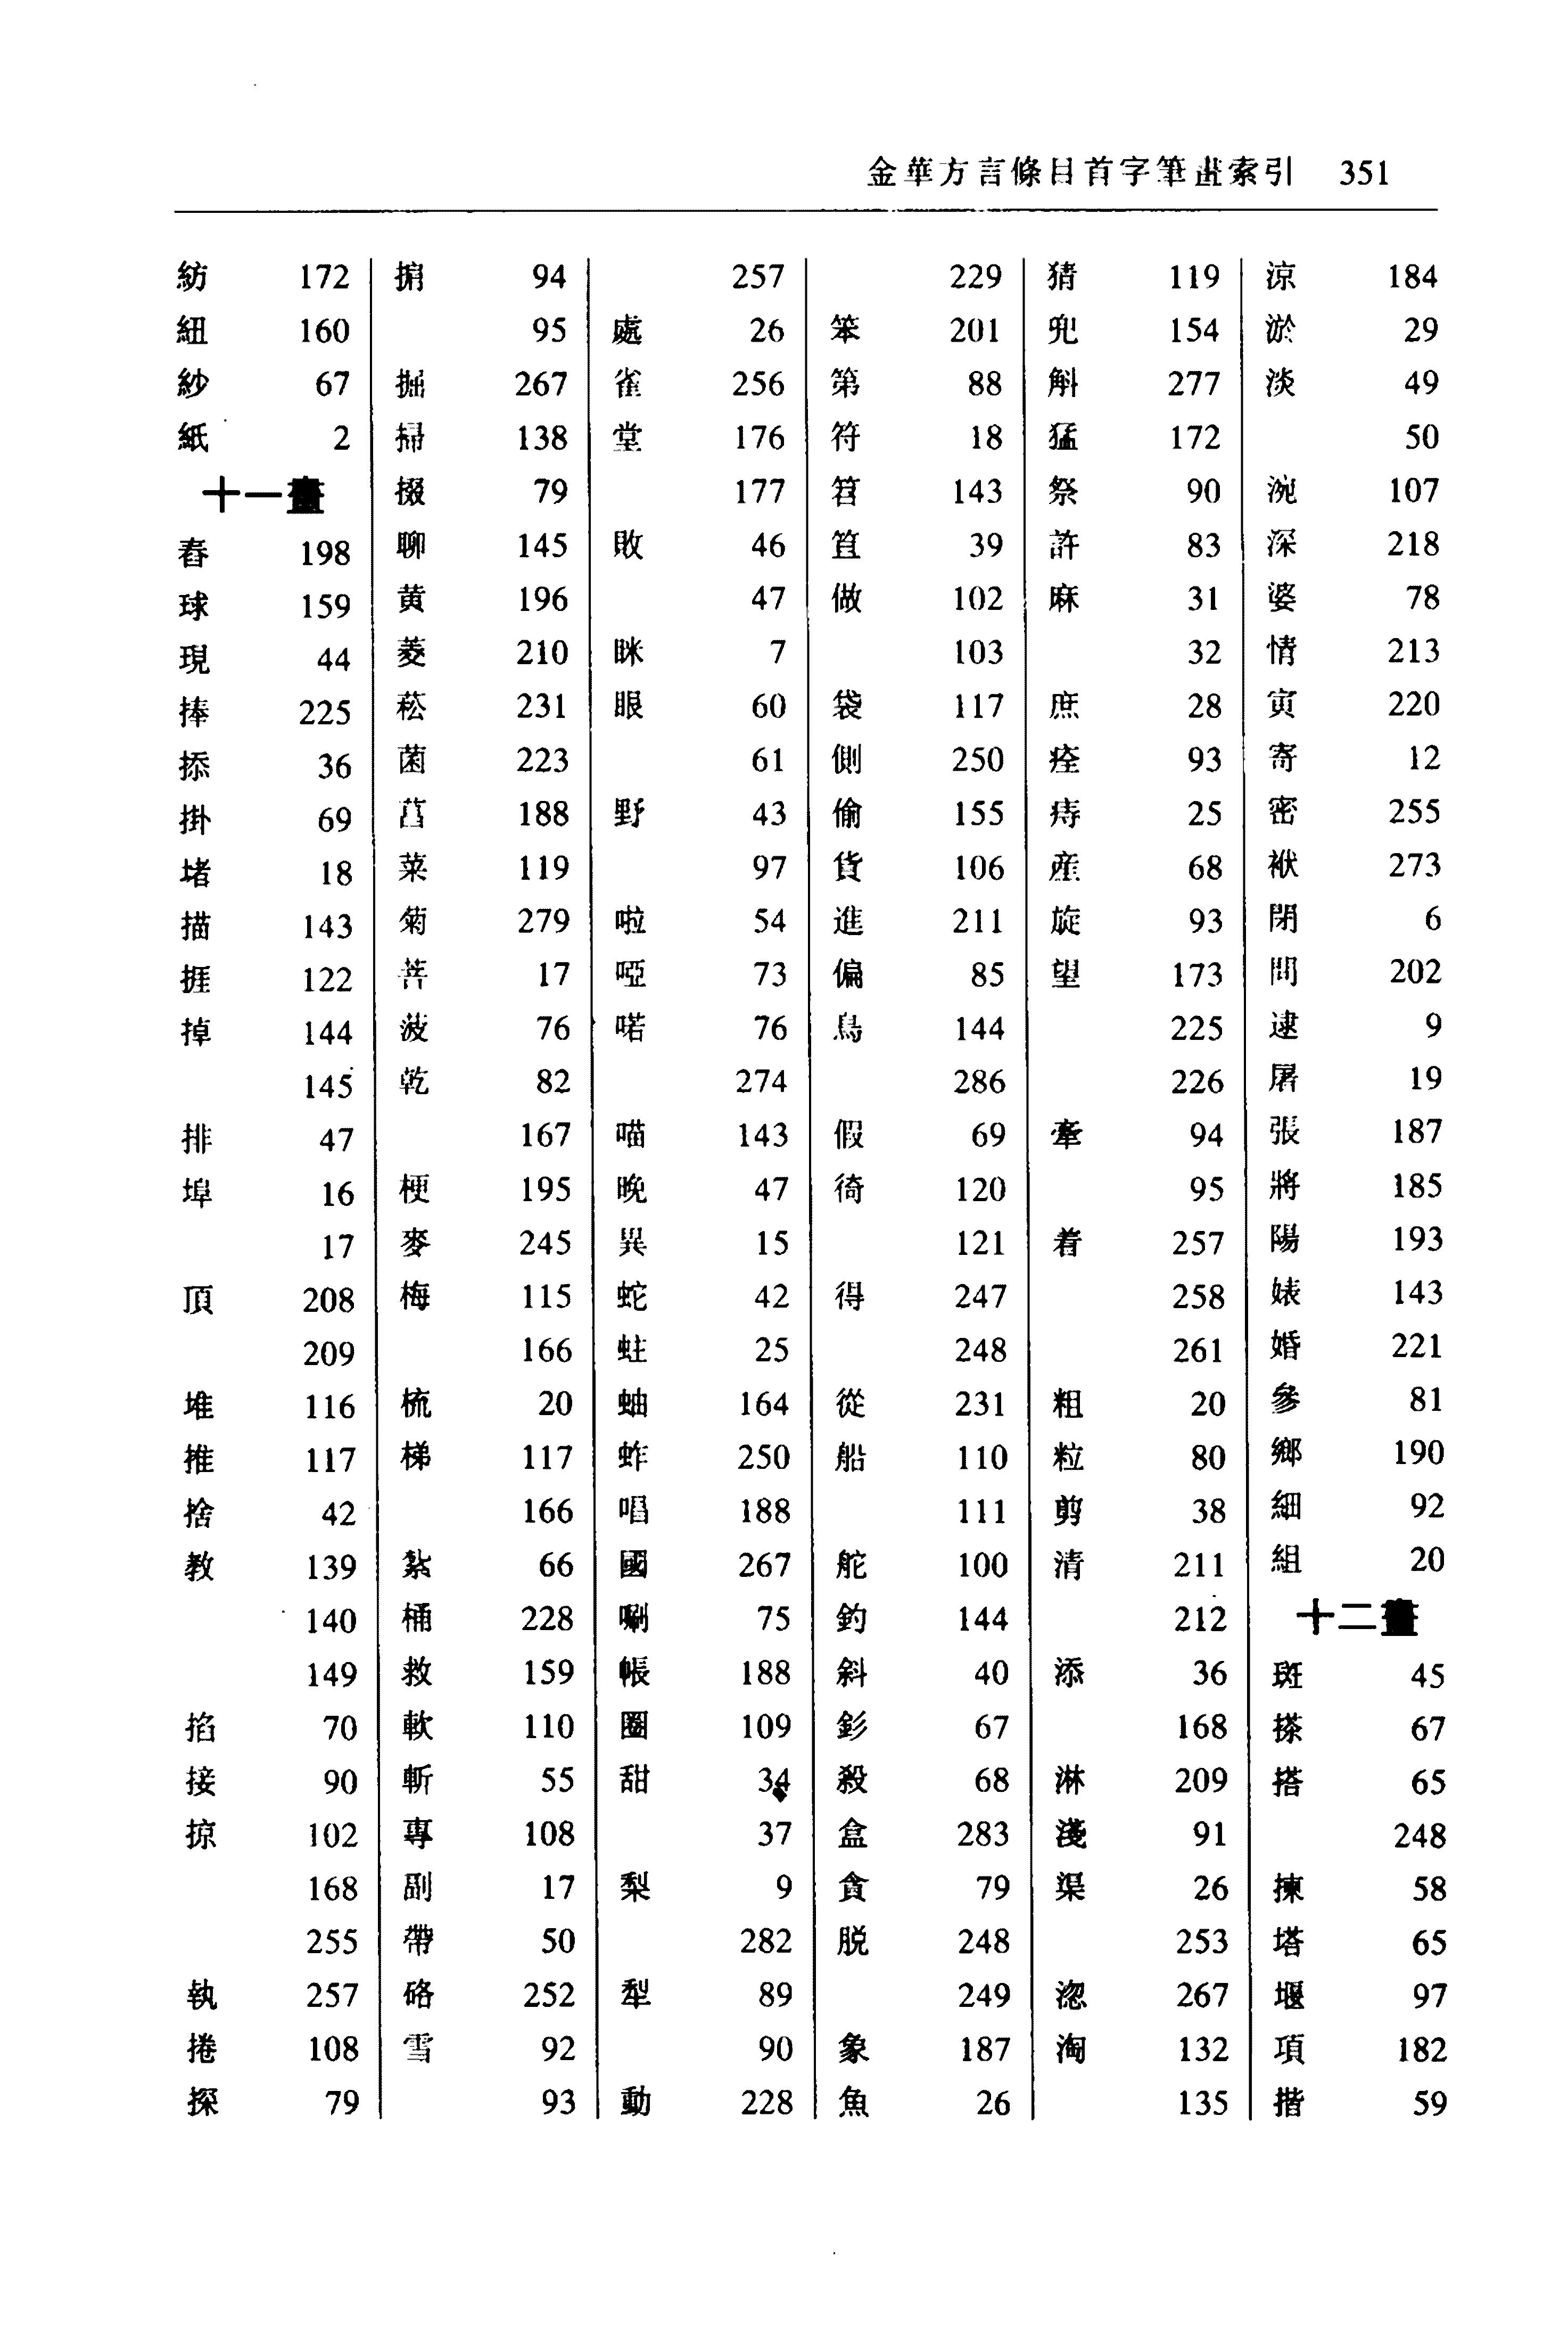 金華方言條目首字筆畫索引 351
紡 172
紐 160
紗 67
紙 2
十一畫
舂 198
球 159
現 44
捧 225
掭 36
掛 69
堵 18
描 143
捱 122
掉 144
145
排 47
埠 16
17
頂 208
209
堆 116
推 117
捨 42
教 139
140
149
掐 70
接 90
掠 102
168
255
執 257
捲 108
探 79
掮 94
95
掘 267
掃 138
掇 79
聊 145
黄 196
菱 210
菘 231
菌 223
菖 188
菜 119
菊 279
菩 17
菠 76
乾 82
167
梗 195
麥 245
梅 115
166
梳 20
梯 117
166
紮 66
桶 228
救 159
軟 110
斬 55
專 108
副 17
帶 50
硌 252
雪 92
93
257
處 26
雀 256
堂 176
177
敗 46
47
眯 7
眼 60
61
野 43
97
啦 54
啞 73
喏 76
274
喵 143
晚 47
異 15
蛇 42
蛀 25
蚰 164
蚱 250
唱 188
國 267
唰 75
帳 188
圈 109
甜 34
37
梨 9
282
犁 89
90
動 228
229
笨 201
第 88
符 18
笤 143
笪 39
做 102
103
袋 117
側 250
偷 155
貨 106
進 211
偏 85
鳥 144
286
假 69
徛 120
121
得 247
248
從 231
船 110
111
舵 100
釣 144
斜 40
釤 67
殺 68
盒 283
貪 79
脱 248
249
象 187
魚 26
猜 119
兜 154
斛 277
猛 172
祭 90
許 83
麻 31
32
庶 28
痊 93
痔 25
産 68
旋 93
望 173
225
226
牽 94
95
着 257
258
261
粗 20
粒 80
剪 38
清 211
212
添 36
168
淋 209
淺 91
渠 26
253
淴 267
淘 132
135
涼 184
淤 29
淡 49
50
涴 107
深 218
婆 78
情 213
寅 220
寄 12
密 255
袱 273
閉 6
問 202
逮 9
屠 19
張 187
將 185
陽 193
婊 143
婚 221
參 81
鄉 190
細 92
組 20
十二畫
斑 45
搽 67
搭 65
248
揀 58
塔 65
堰 97
項 182
揩 59